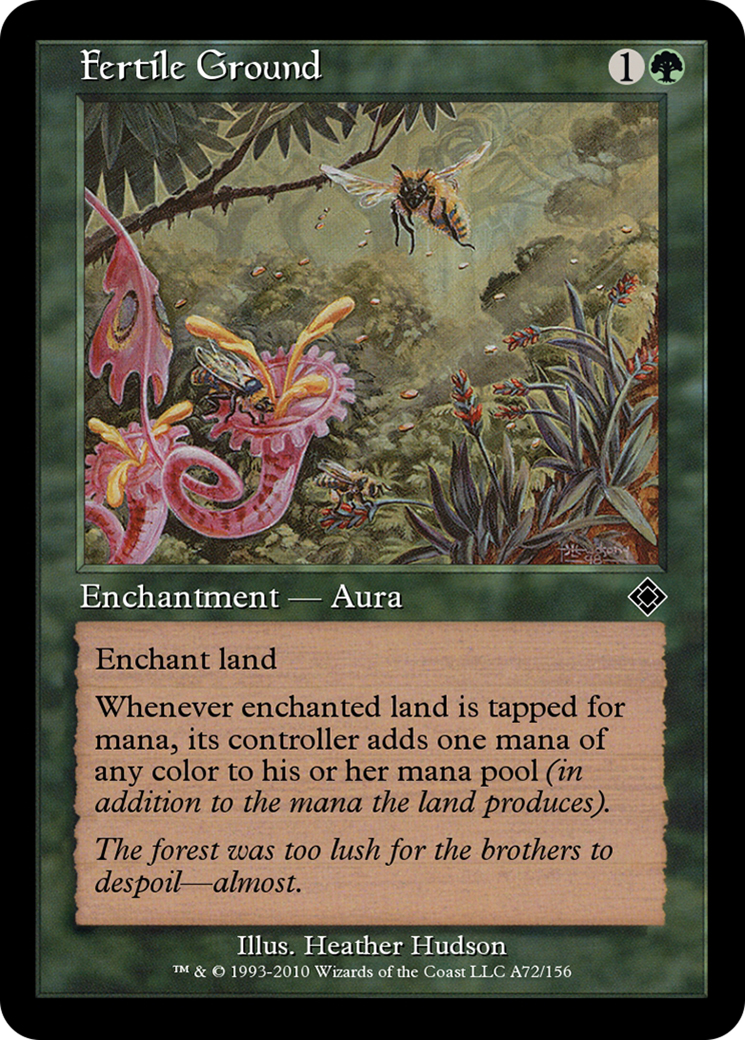 Fertile Ground 1
Enchantment — Aura
Enchant land
Whenever enchanted land is tapped for
mana, its controller adds one mana of
any color to his or her mana pool (in
addition to the mana the land produces).
The forest was too lush for the brothers to
despoil—almost.
Illus. Heather Hudson
™ & © 1993-2010 Wizards of the Coast LLC A72/156